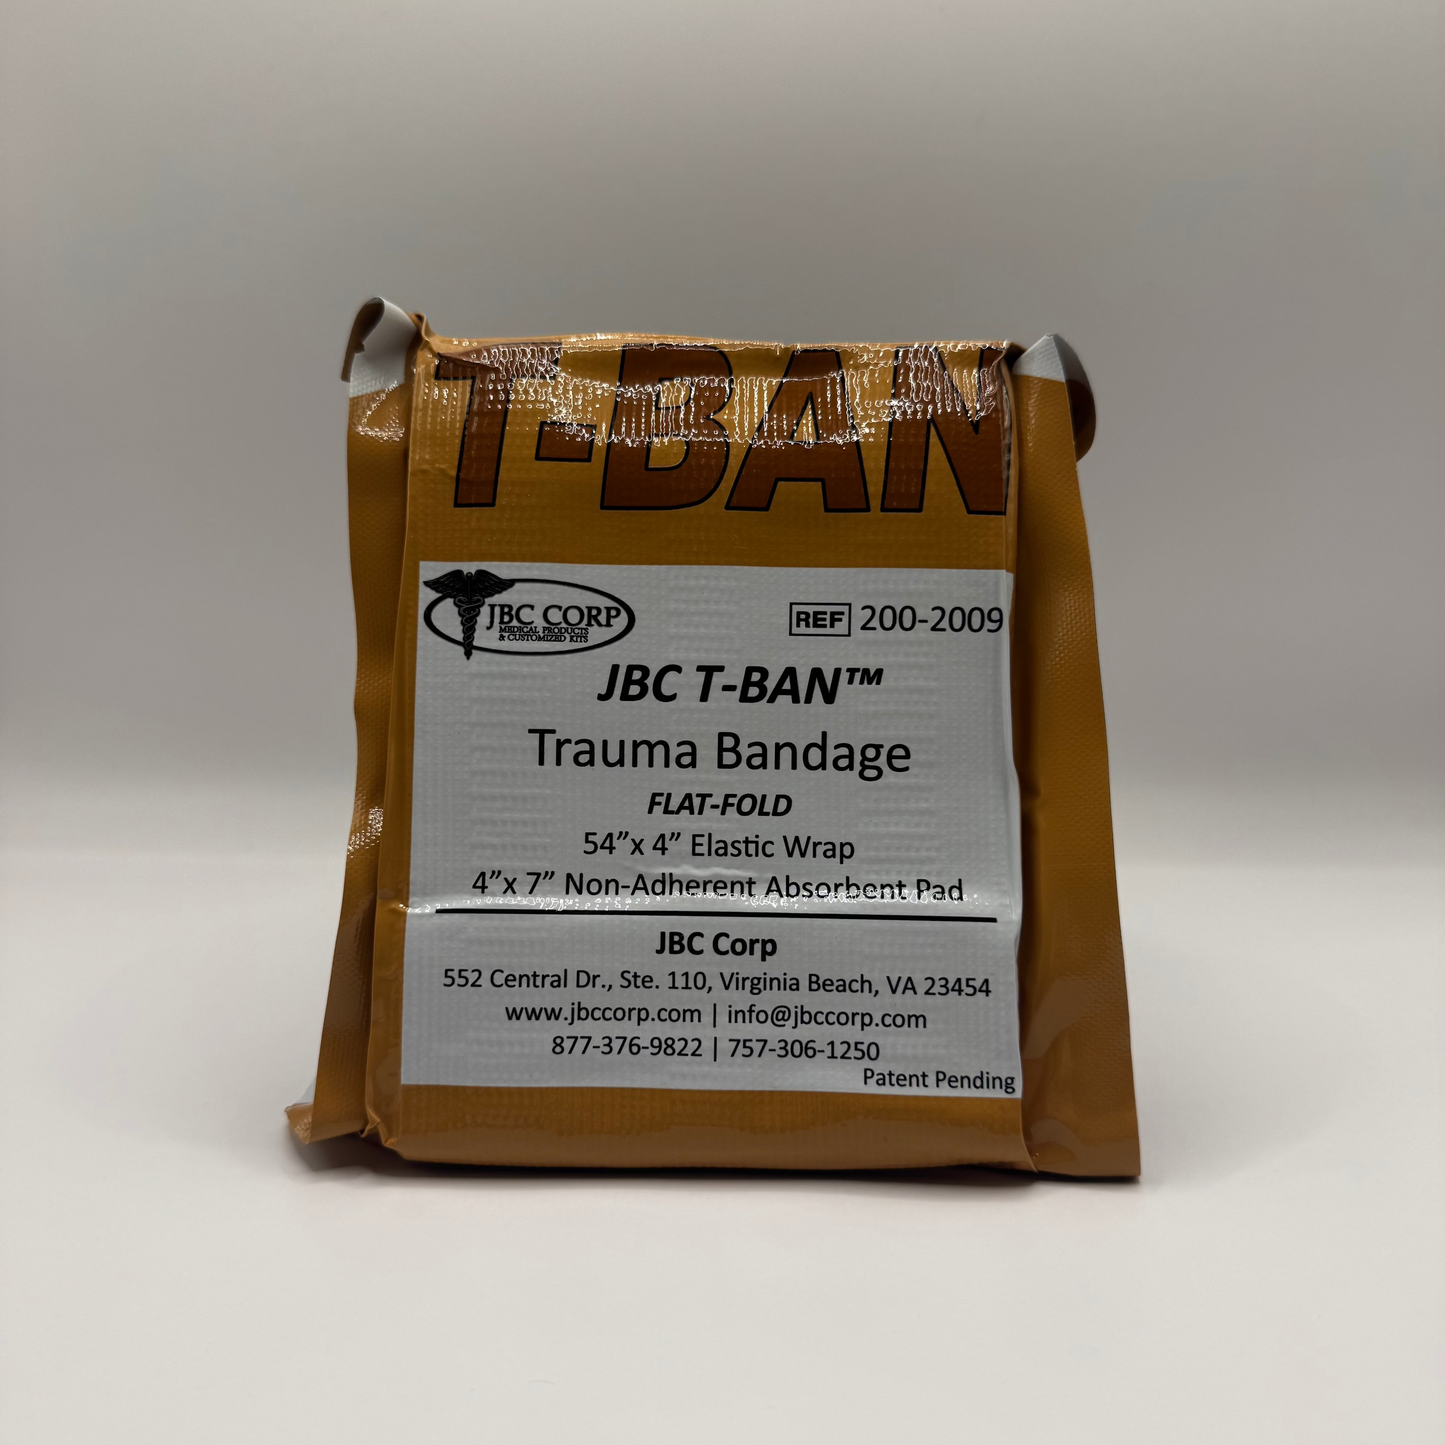 T-BAN
JBC CORP
MEDICAL PRODUCTS
& CUSTOMIZED KITS
REF 200-2009
JBC T-BAN™
Trauma Bandage
FLAT-FOLD
54”x 4” Elastic Wrap
4”x 7” Non-Adherent Absorbent Pad
JBC Corp
552 Central Dr., Ste. 110, Virginia Beach, VA 23454
www.jbccorp.com | info@jbccorp.com
877-376-9822 | 757-306-1250
Patent Pending